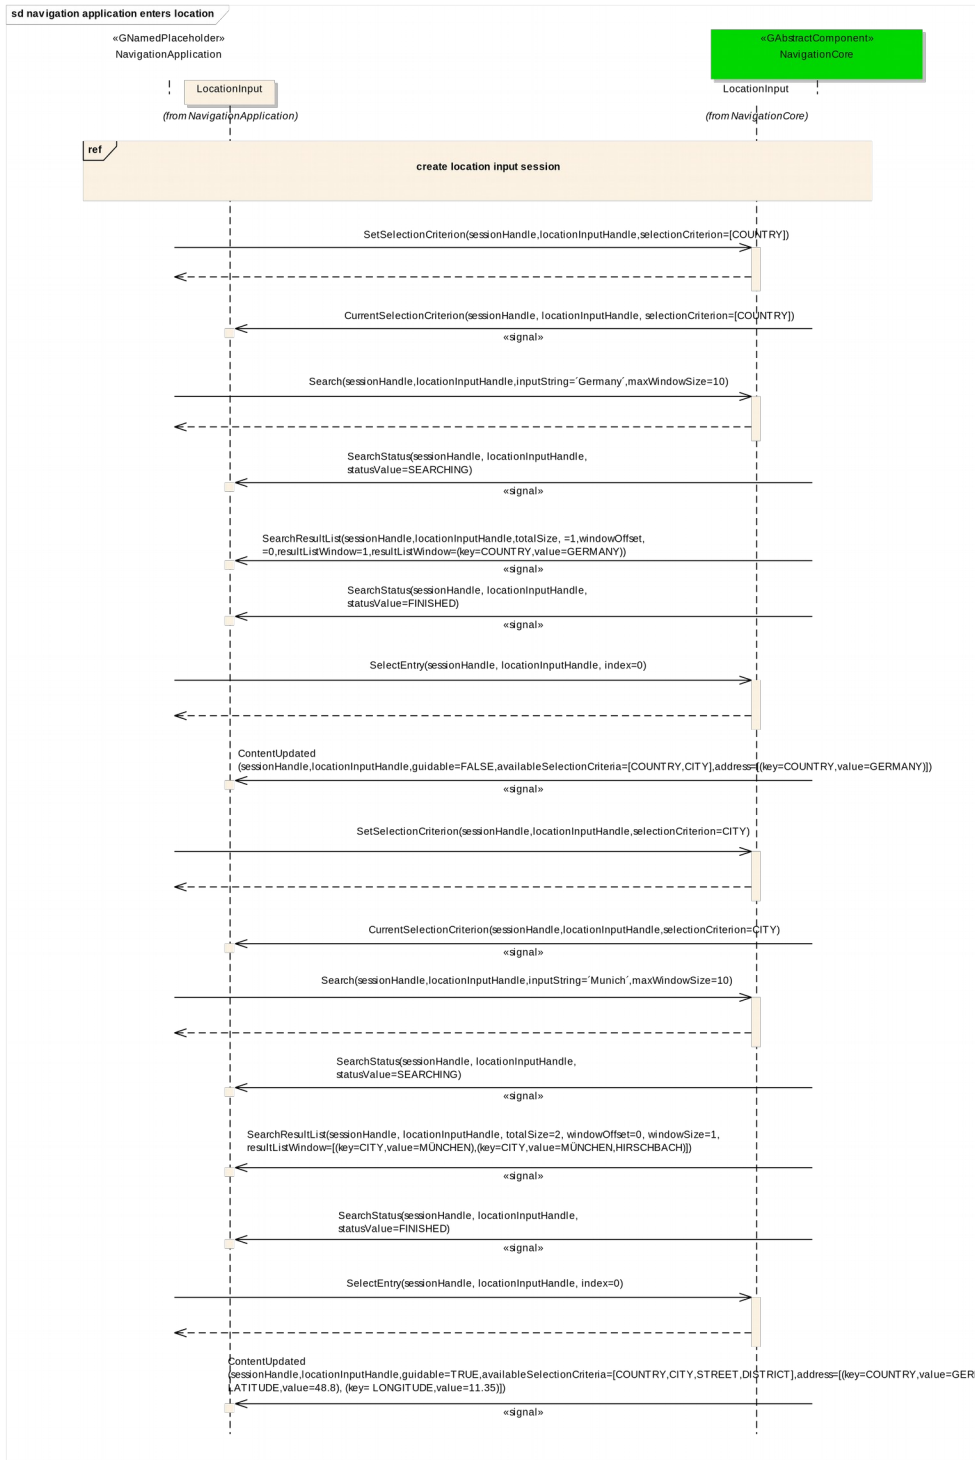 sd navigation application enters location
«GNamedPlaceholder»
NavigationApplication
«GAbstractComponent»
NavigationCore
LocationInput
(from NavigationApplication)
LocationInput
(from NavigationCore)
ref
create location input session
SetSelectionCriterion(sessionHandle,locationInputHandle,selectionCriterion=[COUNTRY])
CurrentSelectionCriterion(sessionHandle, locationInputHandle, selectionCriterion=[COUNTRY])
«signal»
Search(sessionHandle,locationInputHandle,inputString=´Germany´,maxWindowSize=10)
SearchStatus(sessionHandle, locationInputHandle,
statusValue=SEARCHING)
«signal»
SearchResultList(sessionHandle,locationInputHandle,totalSize, =1,windowOffset,
=0,resultListWindow=1,resultListWindow=(key=COUNTRY,value=GERMANY))
«signal»
SearchStatus(sessionHandle, locationInputHandle,
statusValue=FINISHED)
«signal»
SelectEntry(sessionHandle, locationInputHandle, index=0)
ContentUpdated
(sessionHandle,locationInputHandle,guidable=FALSE,availableSelectionCriteria=[COUNTRY,CITY],address=[(key=COUNTRY,value=GERMANY)])
«signal»
SetSelectionCriterion(sessionHandle,locationInputHandle,selectionCriterion=CITY)
CurrentSelectionCriterion(sessionHandle,locationInputHandle,selectionCriterion=CITY)
«signal»
Search(sessionHandle,locationInputHandle,inputString=´Munich´,maxWindowSize=10)
SearchStatus(sessionHandle, locationInputHandle,
statusValue=SEARCHING)
«signal»
SearchResultList(sessionHandle, locationInputHandle, totalSize=2, windowOffset=0, windowSize=1,
resultListWindow=[(key=CITY,value=MÜNCHEN),(key=CITY,value=MÜNCHEN,HIRSCHBACH)])
«signal»
SearchStatus(sessionHandle, locationInputHandle,
statusValue=FINISHED)
«signal»
SelectEntry(sessionHandle, locationInputHandle, index=0)
ContentUpdated
(sessionHandle,locationInputHandle,guidable=TRUE,availableSelectionCriteria=[COUNTRY,CITY,STREET,DISTRICT],address=[(key=COUNTRY,value=GER
LATITUDE,value=48.8), (key= LONGITUDE,value=11.35)])
«signal»